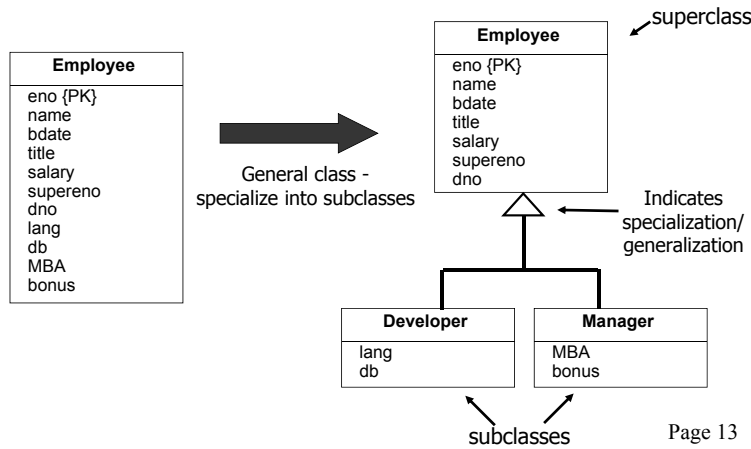 superclass
Employee
eno {PK}
name
bdate
title
salary
supereno
dno
lang
db
MBA
bonus
General class -
specialize into subclasses
Employee
eno {PK}
name
bdate
title
salary
supereno
dno
Indicates
specialization/
generalization
Developer
lang
db
Manager
MBA
bonus
subclasses
Page 13